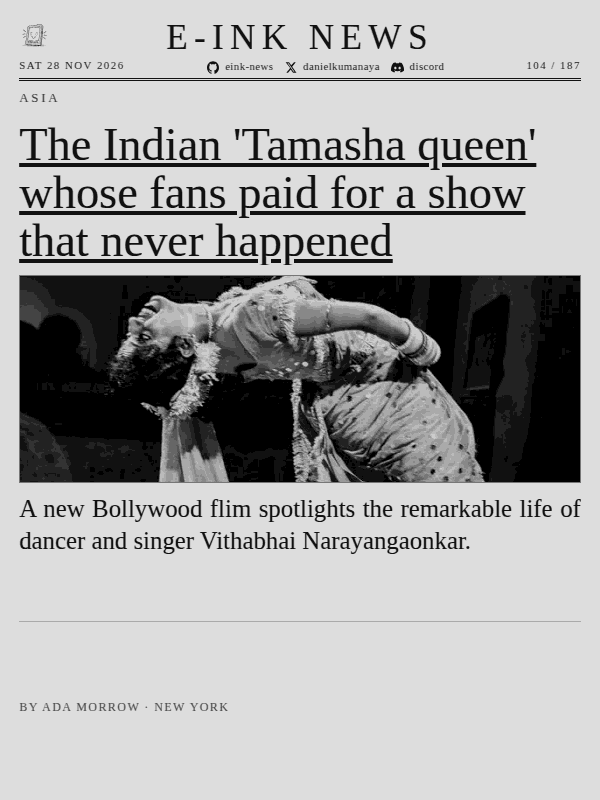 E-INK NEWS
SAT 28 NOV 2026
eink-news danielkumanaya discord
104 / 187
ASIA
The Indian 'Tamasha queen'
whose fans paid for a show
that never happened
A new Bollywood flim spotlights the remarkable life of
dancer and singer Vithabhai Narayangaonkar.
BY ADA MORROW · NEW YORK